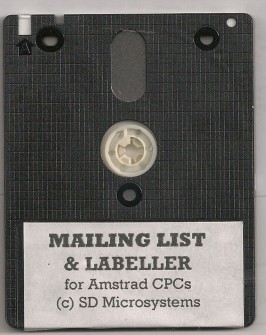 MAILING LIST
& LABELLER
for Amstrad CPCs
(c) SD Microsystems